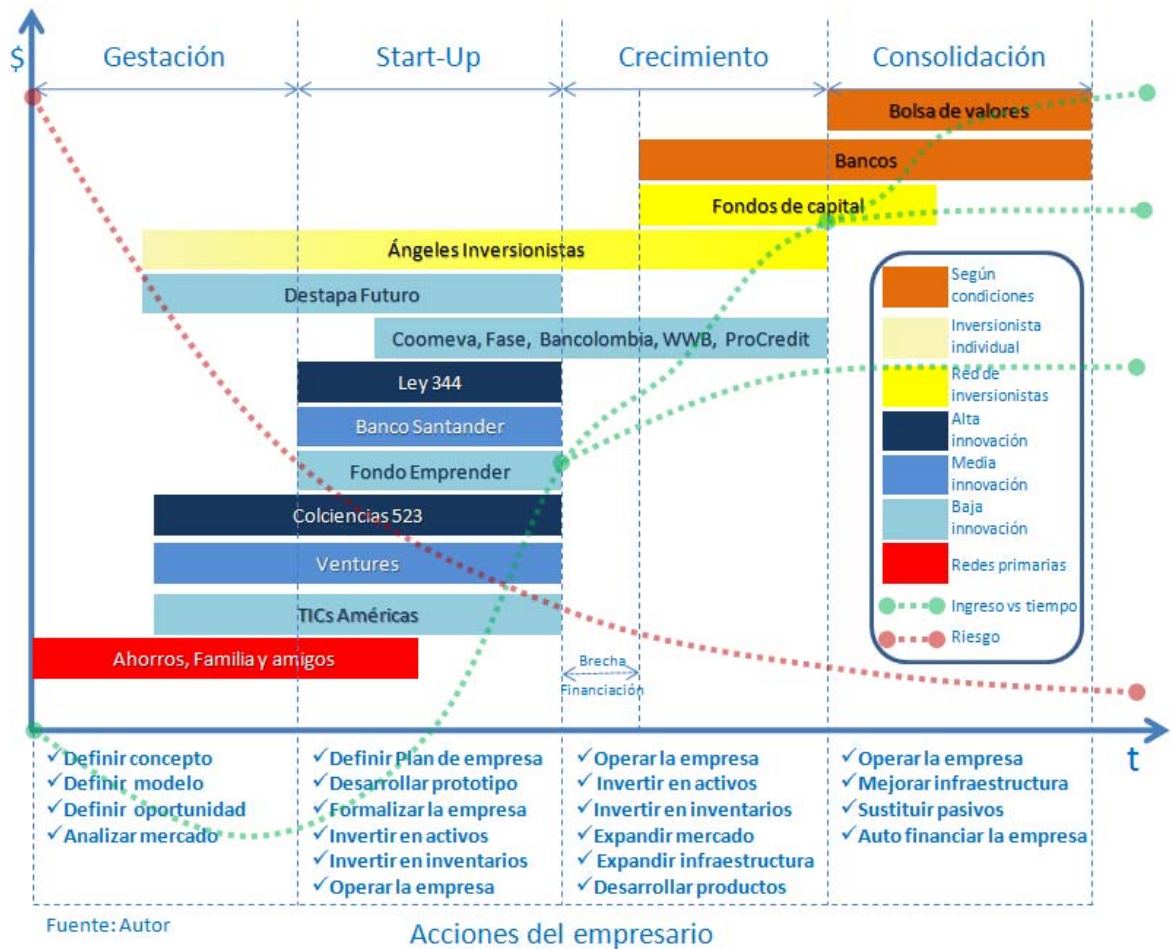 $
Gestación
Start-Up
Crecimiento
Consolidación
Bolsa de valores
Bancos
Fondos de capital
Ángeles Inversionistas
Destapa Futuro
Coomeva, Fase, Bancolombia, WWB, ProCredit
Ley 344
Banco Santander
Fondo Emprender
Colciencias 523
Ventures
TICs Américas
Ahorros, Familia y amigos
Según
condiciones
Inversionista
individual
Red de
inversionistas
Alta
innovación
Media
innovación
Baja
innovación
Redes primarias
Ingreso vs tiempo
Riesgo
Brecha
Financiación
t
✓Definir concepto
✓Definir modelo
✓Definir oportunidad
✓Analizar mercado
✓Definir Plan de empresa
✓Desarrollar prototipo
✓Formalizar la empresa
✓Invertir en activos
✓Invertir en inventarios
✓Operar la empresa
✓Operar la empresa
✓Invertir en activos
✓Invertir en inventarios
✓Expandir mercado
✓Expandir infraestructura
✓Desarrollar productos
✓Operar la empresa
✓Mejorar infraestructura
✓Sustituir pasivos
✓Auto financiar la empresa
Fuente: Autor
Acciones del empresario